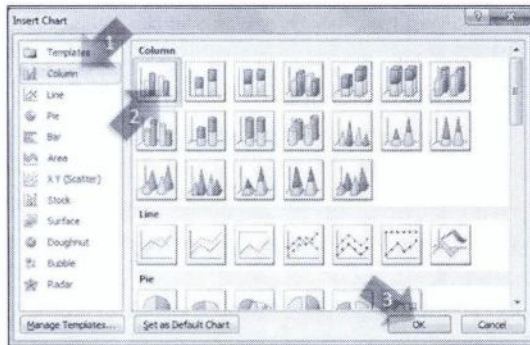 Insert Chart
1
Templates
Column
Line
Pie
Bar
Area
X Y (Scatter)
Stock
Surface
Doughnut
Bubble
Radar
Column
2
Line
Pie
3
Manage Templates...
Set as Default Chart
OK
Cancel